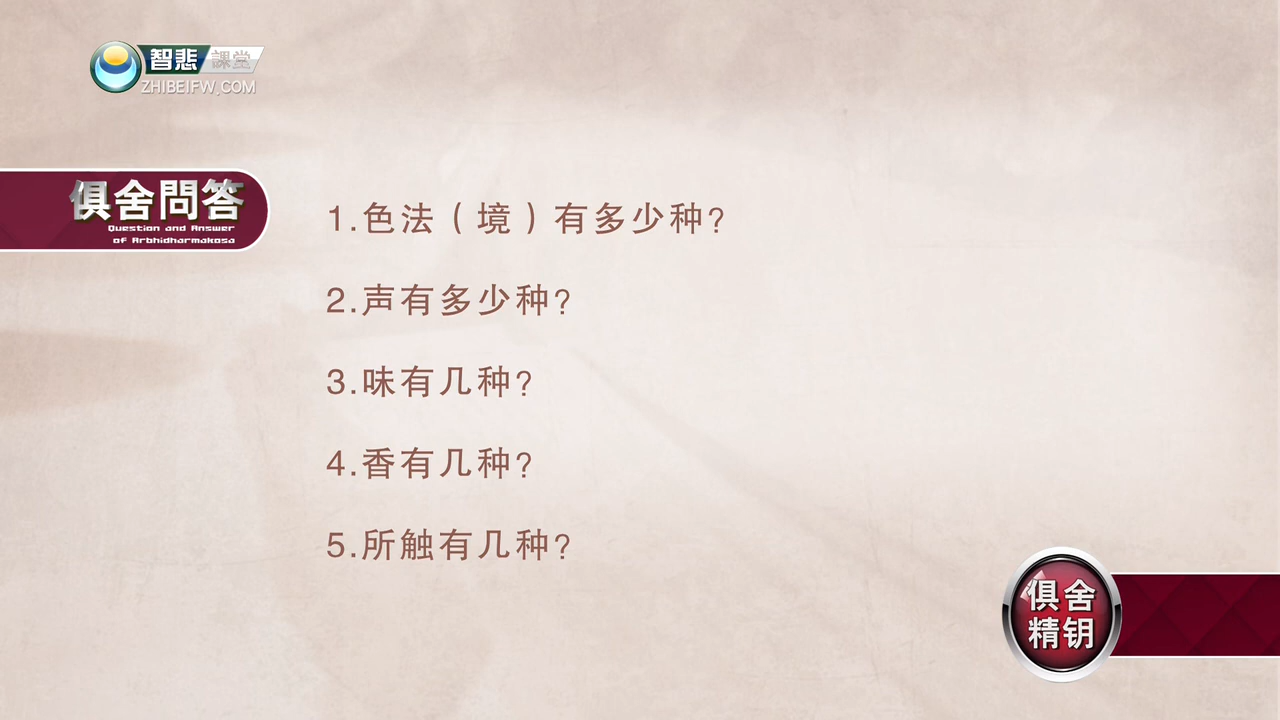 智悲 課堂
ZHIBEIFW.COM
俱舍問答
Question and Answer
of Arbhidharmakosa
1.色法（境）有多少种?
2.声有多少种?
3.味有几种?
4.香有几种?
5.所触有几种?
俱舍
精钥